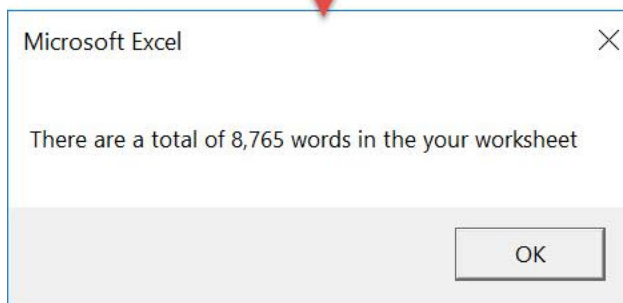 Microsoft Excel
There are a total of 8,765 words in the your worksheet
OK